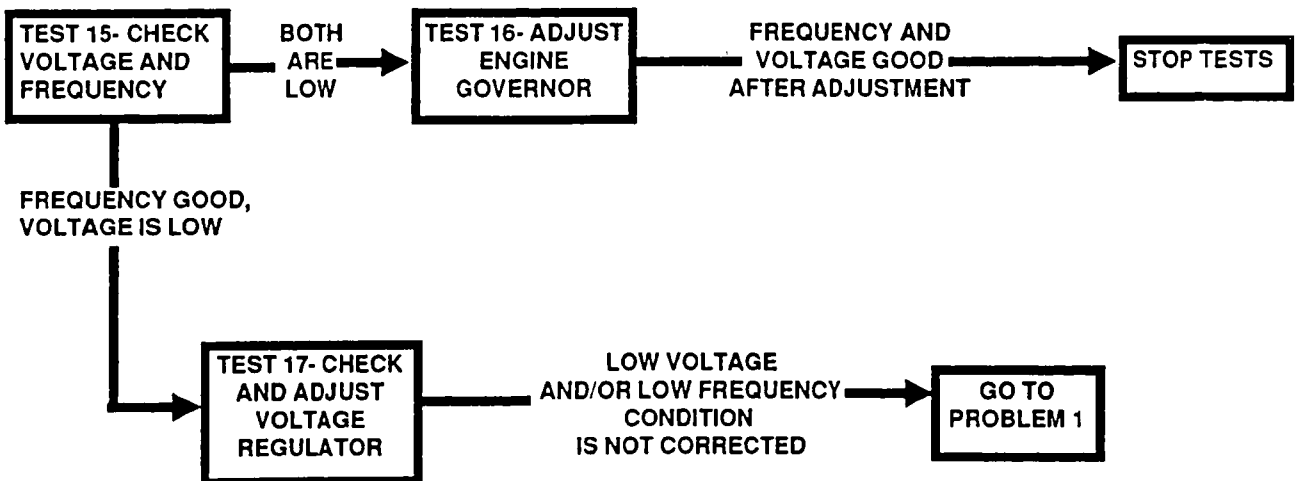 TEST 15- CHECK
VOLTAGE AND
FREQUENCY
BOTH
ARE
LOW
TEST 16- ADJUST
ENGINE
GOVERNOR
FREQUENCY AND
VOLTAGE GOOD
AFTER ADJUSTMENT
STOP TESTS
FREQUENCY GOOD,
VOLTAGE IS LOW
TEST 17- CHECK
AND ADJUST
VOLTAGE
REGULATOR
LOW VOLTAGE
AND/OR LOW FREQUENCY
CONDITION
IS NOT CORRECTED
GO TO
PROBLEM 1